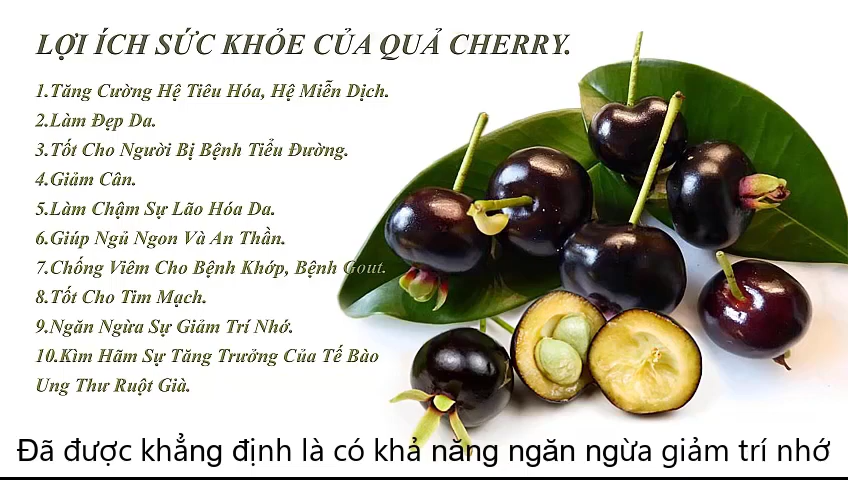 LỢI ÍCH SỨC KHỎE CỦA QUẢ CHERRY.
1.Tăng Cường Hệ Tiêu Hóa, Hệ Miễn Dịch.
2.Làm Đẹp Da.
3.Tốt Cho Người Bị Bệnh Tiểu Đường.
4.Giảm Cân.
5.Làm Chậm Sự Lão Hóa Da.
6.Giúp Ngủ Ngon Và An Thần.
7.Chống Viêm Cho Bệnh Khớp, Bệnh Gout.
8.Tốt Cho Tim Mạch.
9.Ngăn Ngừa Sự Giảm Trí Nhớ.
10.Kìm Hãm Sự Tăng Trưởng Của Tế Bào
Ung Thư Ruột Già.
Đã được khẳng định là có khả năng ngăn ngừa giảm trí nhớ